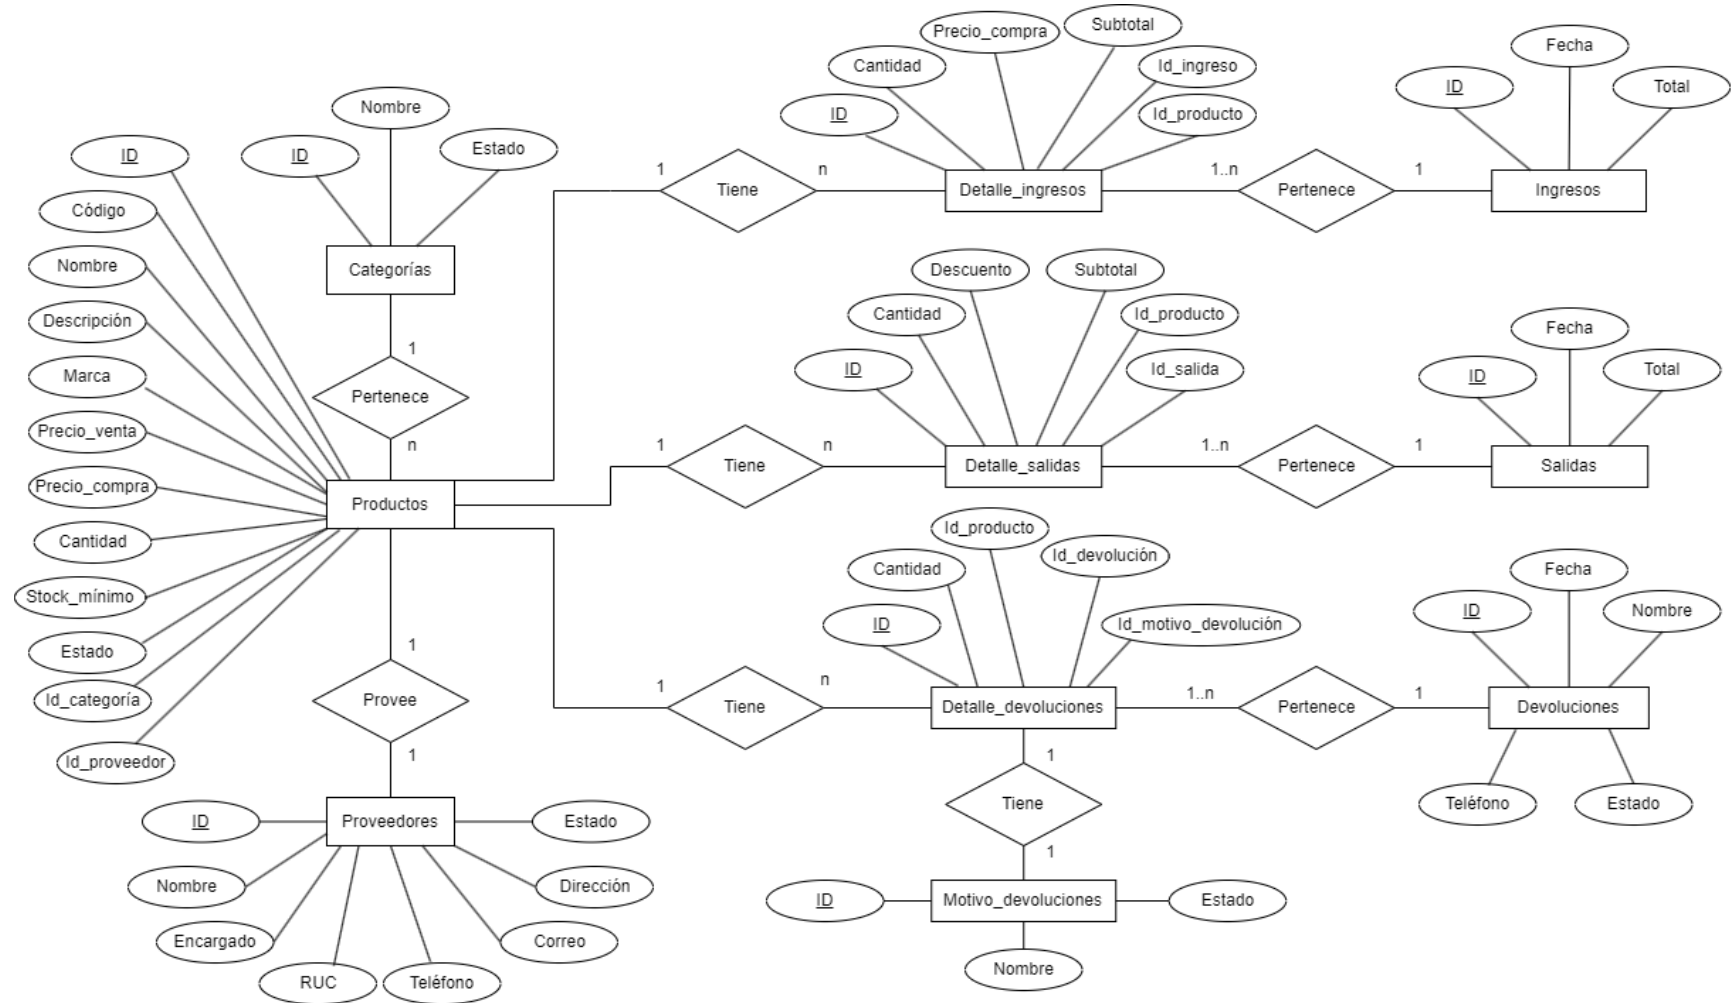 Precio_compra
Subtotal
Cantidad
Id_ingreso
ID
Id_producto
Fecha
ID
Total
Nombre
ID
Estado
Categorías
1
Tiene
n
Detalle_ingresos
1..n
Pertenece
1
Ingresos
ID
Código
Nombre
Descripción
Marca
Precio_venta
Precio_compra
Cantidad
Stock_mínimo
Estado
Id_categoría
Id_proveedor
1
Pertenece
n
Productos
Descuento
Subtotal
Cantidad
Id_producto
ID
Id_salida
Fecha
ID
Total
1
Tiene
n
Detalle_salidas
1..n
Pertenece
1
Salidas
Id_producto
Id_devolución
Cantidad
ID
Id_motivo_devolución
Fecha
ID
Nombre
1
Provee
1
1
Tiene
n
Detalle_devoluciones
1..n
Pertenece
1
Devoluciones
Teléfono
Estado
1
Tiene
1
ID
Proveedores
Estado
Nombre
Dirección
Encargado
Correo
RUC
Teléfono
ID
Motivo_devoluciones
Estado
Nombre